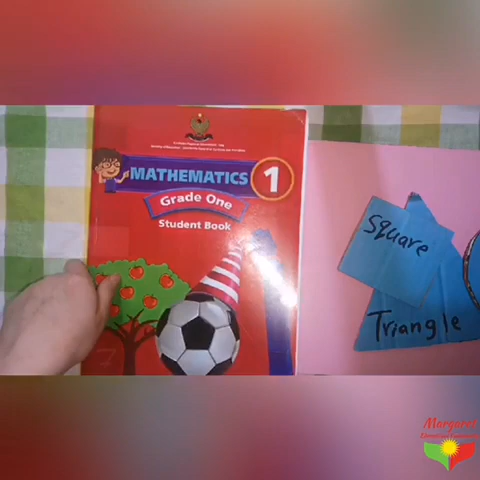 MATHEMATICS 1
Grade One
Student Book
Square
Triangle
Margaret